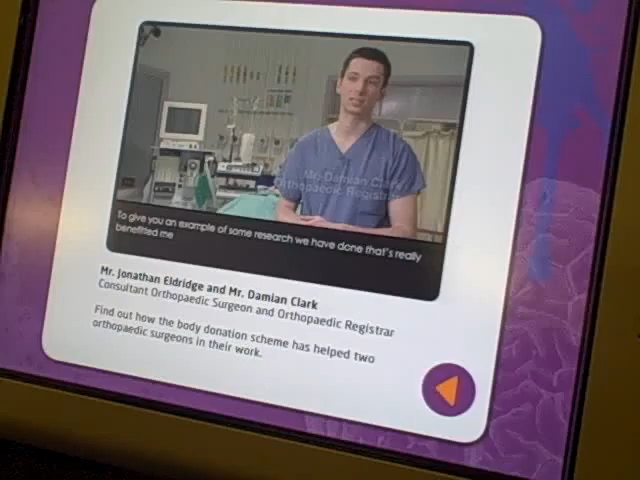 Mr. Damian Clark
Orthopaedic Registrar
To give you an example of some research we have done that's really
benefitted me
Mr. Jonathan Eldridge and Mr. Damian Clark
Consultant Orthopaedic Surgeon and Orthopaedic Registrar
Find out how the body donation scheme has helped two
orthopaedic surgeons in their work.